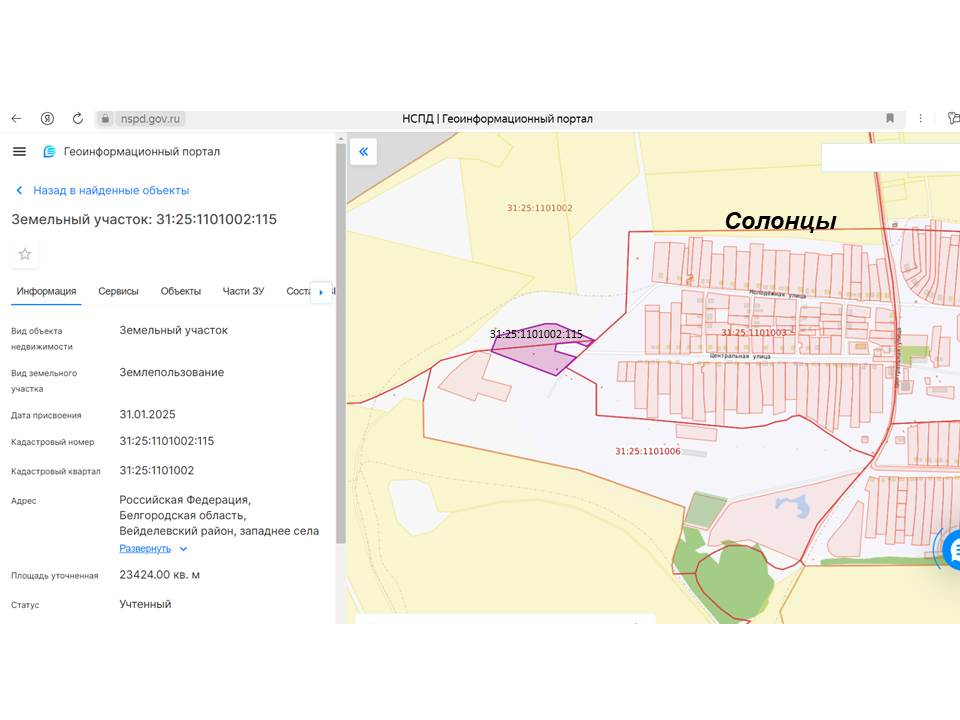 nspd.gov.ru
НСПД | Геоинформационный портал
Геоинформационный портал
Назад в найденные объекты
Земельный участок: 31:25:1101002:115
Информация Сервисы Объекты Части ЗУ Соста
Вид объекта недвижимости
Земельный участок
Вид земельного участка
Землепользование
Дата присвоения
31.01.2025
Кадастровый номер
31:25:1101002:115
Кадастровый квартал
31:25:1101002
Адрес
Российская Федерация,
Белгородская область,
Вейделевский район, западнее села
Развернуть
Площадь уточненная
23424.00 кв. м
Статус
Учтенный
31:25:1101002
Солонцы
Молодёжная улица
31:25:1101002:115
31:25:1101003
Центральная улица
31:25:1101006